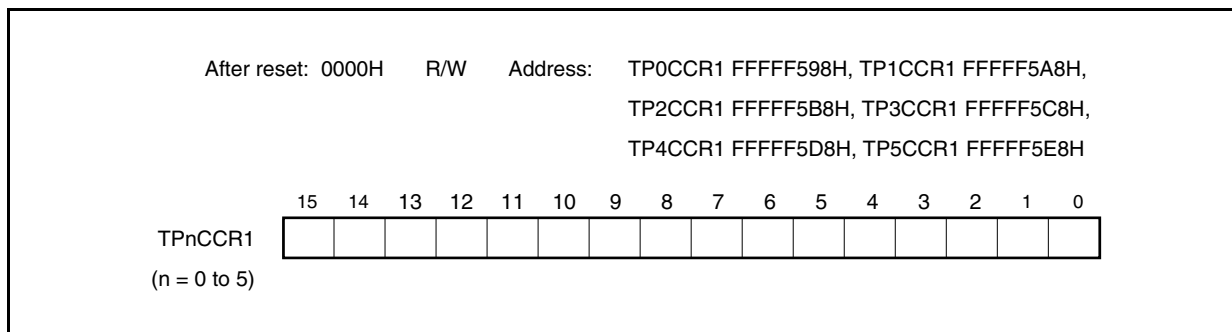 After reset: 0000H R/W Address: TP0CCR1 FFFFF598H, TP1CCR1 FFFFF5A8H,
TP2CCR1 FFFFF5B8H, TP3CCR1 FFFFF5C8H,
TP4CCR1 FFFFF5D8H, TP5CCR1 FFFFF5E8H
15 14 13 12 11 10 9 8 7 6 5 4 3 2 1 0
TPnCCR1
(n = 0 to 5)